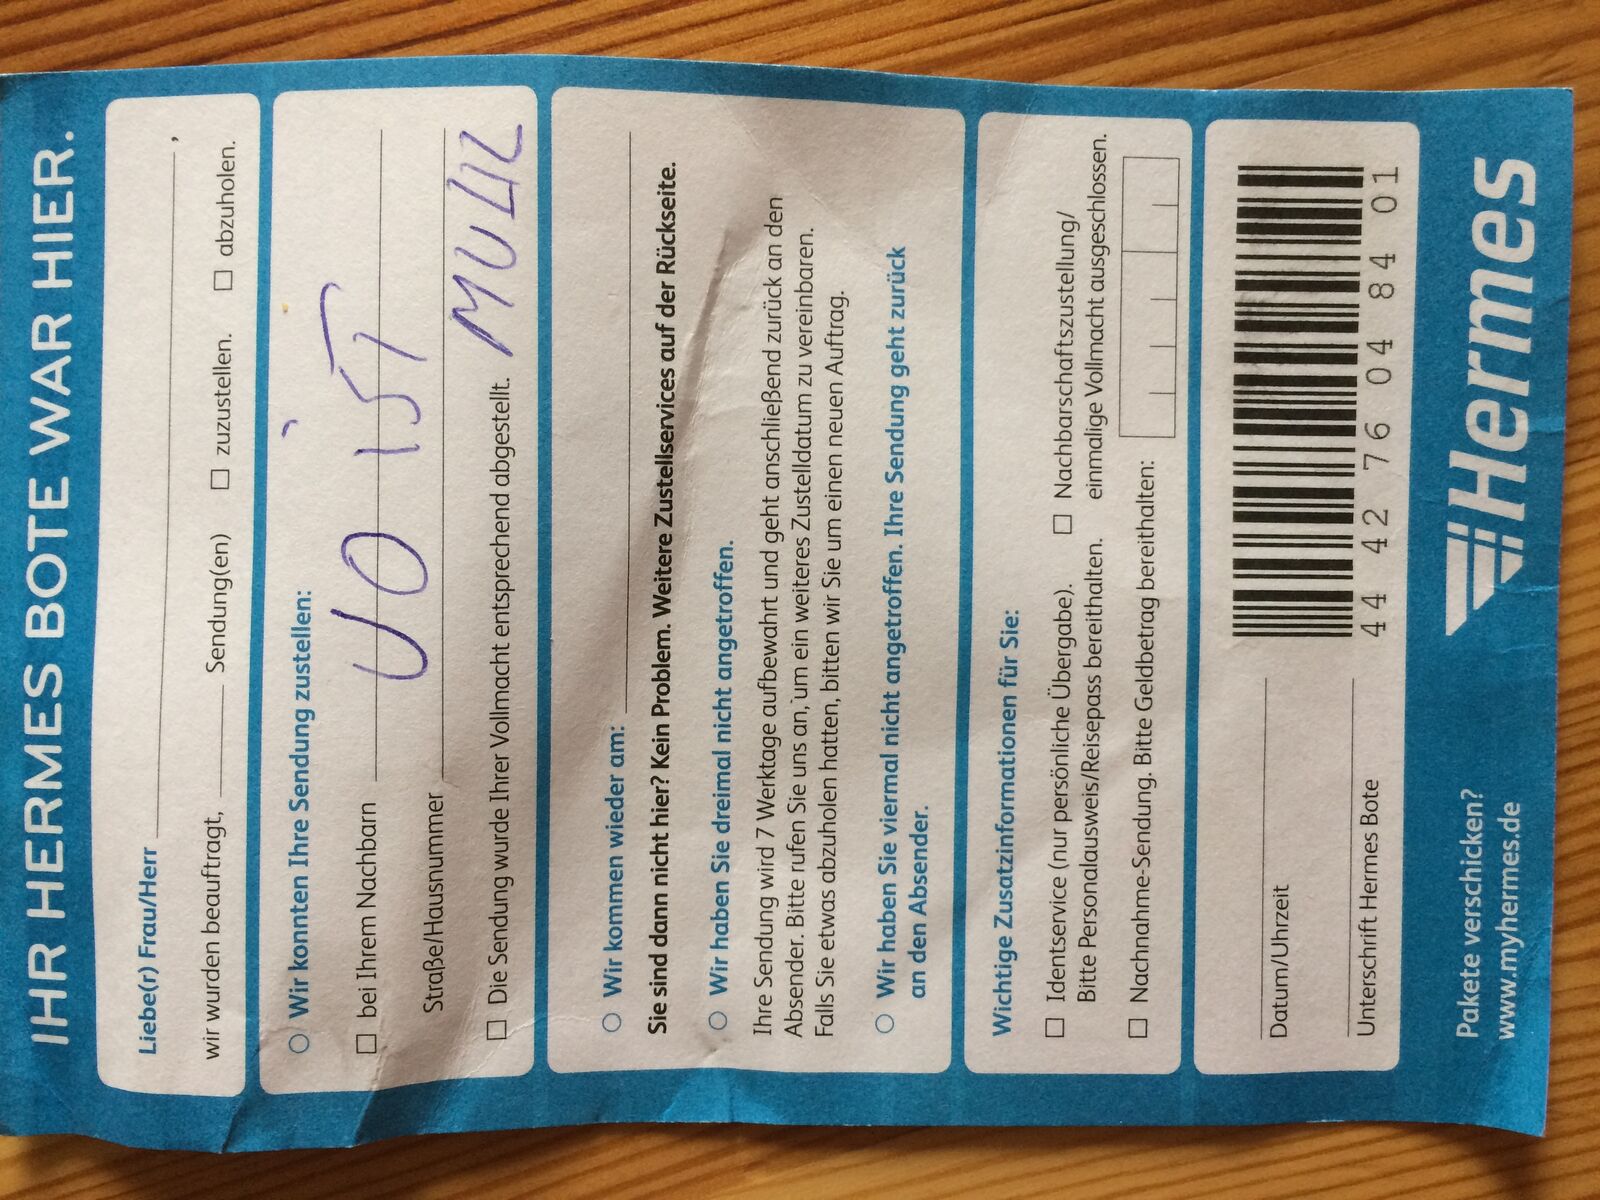 IHR HERMES BOTE WAR HIER.
Liebe(r) Frau/Herr ,
wir wurden beauftragt, Sendung(en) zuzustellen. abzuholen.
Wir konnten Ihre Sendung zustellen:
bei Ihrem Nachbarn UO IST
Straße/Hausnummer
Die Sendung wurde Ihrer Vollmacht entsprechend abgestellt.
Wir kommen wieder am:
Sie sind dann nicht hier? Kein Problem. Weitere Zustellservices auf der Rückseite.
Wir haben Sie dreimal nicht angetroffen.
Ihre Sendung wird 7 Werktage aufbewahrt und geht anschließend zurück an den
Absender. Bitte rufen Sie uns an, um ein weiteres Zustelldatum zu vereinbaren.
Falls Sie etwas abzuholen hatten, bitten wir Sie um einen neuen Auftrag.
Wir haben Sie viermal nicht angetroffen. Ihre Sendung geht zurück
an den Absender.
Wichtige Zusatzinformationen für Sie:
Identservice (nur persönliche Übergabe).
Bitte Personalausweis/Reisepass bereithalten.
Nachbarschaftszustellung/
einmalige Vollmacht ausgeschlossen.
Nachnahme-Sendung. Bitte Geldbetrag bereithalten:
Datum/Uhrzeit
Unterschrift Hermes Bote
44 42 76 04 84 01
Pakete verschicken?
www.myhermes.de
Hermes